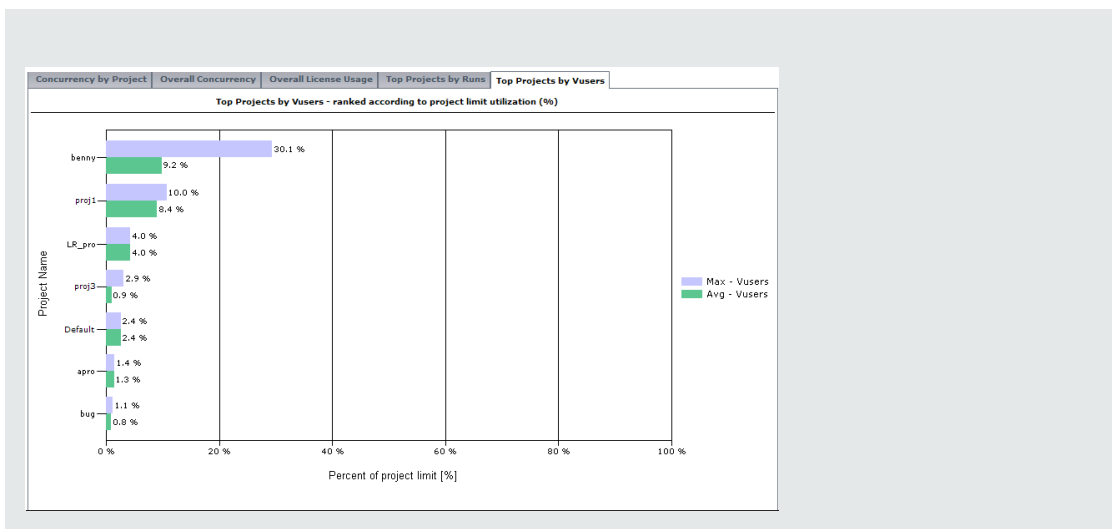 Concurrency by Project Overall Concurrency Overall License Usage Top Projects by Runs Top Projects by Vusers
Top Projects by Vusers - ranked according to project limit utilization (%)
benny
30.1 %
9.2 %
proj1
10.0 %
8.4 %
LR_pro
4.0 %
4.0 %
proj3
2.9 %
0.9 %
Default
2.4 %
2.4 %
apro
1.4 %
1.3 %
bug
1.1 %
0.8 %
Project Name
Max - Vusers
Avg - Vusers
0 % 20 % 40 % 60 % 80 % 100 %
Percent of project limit [%]